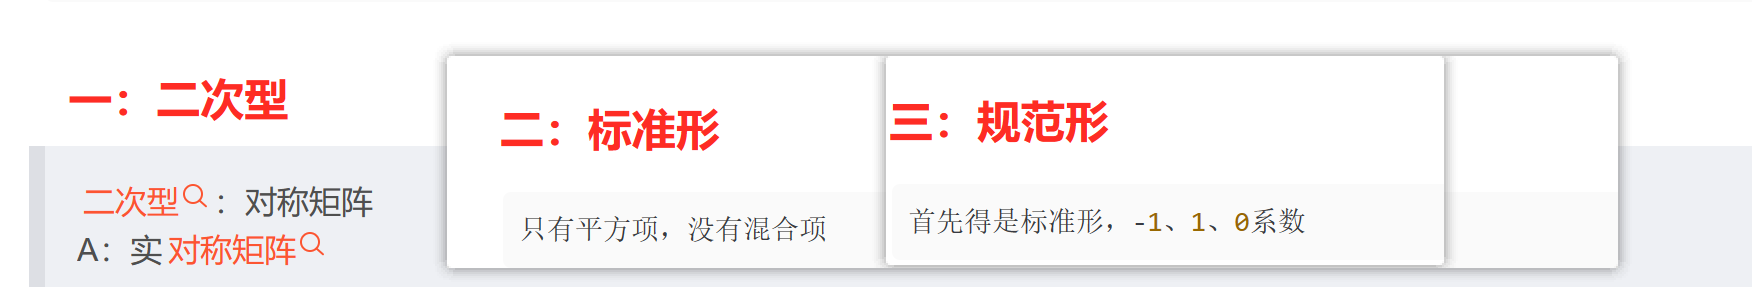 一：二次型
二次型：对称矩阵
A：实对称矩阵
二：标准形
只有平方项，没有混合项
三：规范形
首先得是标准形，-1、1、0系数